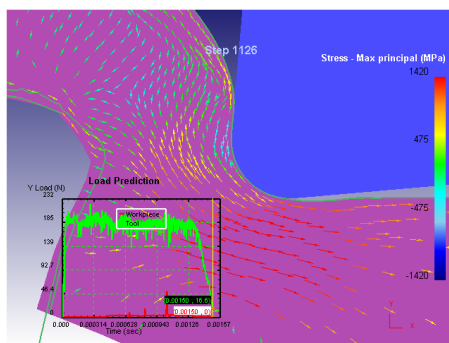 Step 1126
Stress - Max principal (MPa)
1420
475
-475
-1420
Load Prediction
Y Load (N)
232
185
139
92.7
46.4
0.0
Workpiece
Tool
0.00150 , 16.6)
(0.00150 , 0)
0.000 0.000314 0.000628 0.000943 0.00126 0.00157
Time (sec)
Y
X